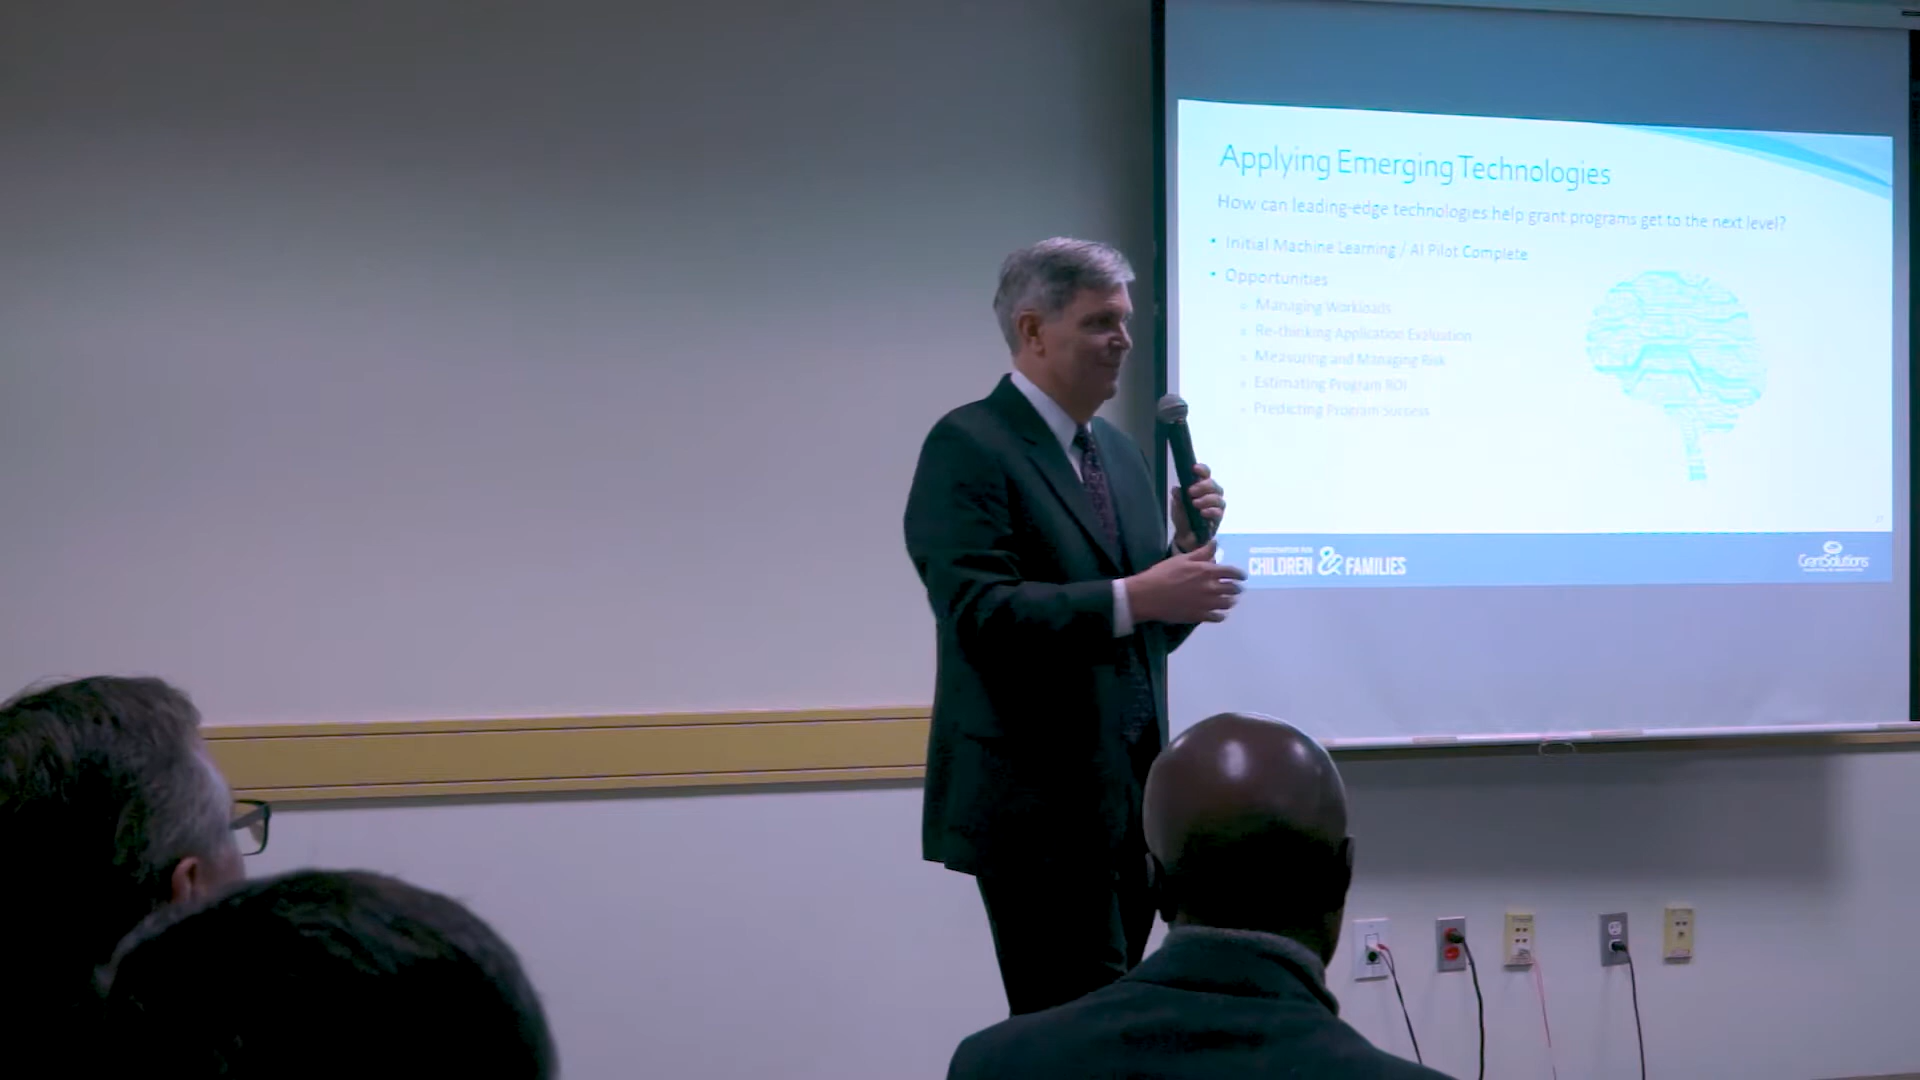 Applying Emerging Technologies
How can leading-edge technologies help grant programs get to the next level?
Initial Machine Learning / AI Pilot Complete
Opportunities
Managing Workloads
Re-thinking Application Evaluation
Measuring and Managing Risk
Estimating Program ROI
Predicting Program Success
ADMINISTRATION FOR
CHILDREN & FAMILIES
GrantSolutions